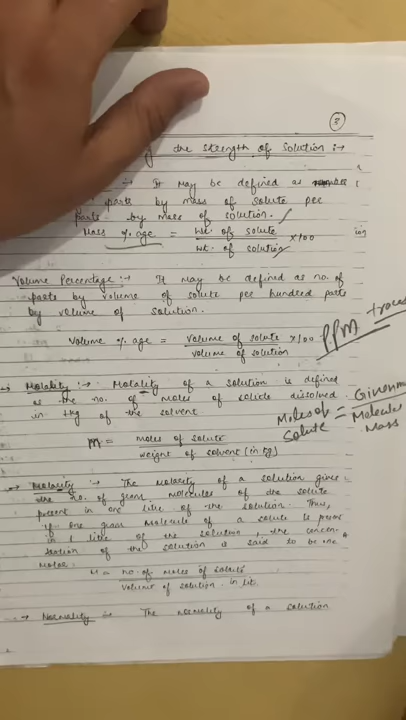 3
the strength of solution :→
→ It may be defined as
parts by mass of solute per
parts by mass of solution.
Mass %age = wt. of solute / wt. of solution × 100
Volume Percentage :→ It may be defined as no. of
parts by volume of solute per hundred parts
by volume of solution.
Volume % age = volume of solute / volume of solution × 100
PPM
→ Molality :→ Molality of a solution is defined
as the no. of moles of solute dissolved
in 1kg of the solvent
Moles of Solute = Given / Molecular Mass
m = moles of solute / weight of solvent (in kg)
→ Molarity :→ The molarity of a solution gives
the no. of gram molecules of the solute
present in one litre of the solution. Thus,
if one gram molecule of a solute is present
in 1 litre of the solution, the concen-
tration of the solution is said to be one
molar.
M = no. of moles of solute / volume of solution in lit.
→ Normality :- The normality of a solution